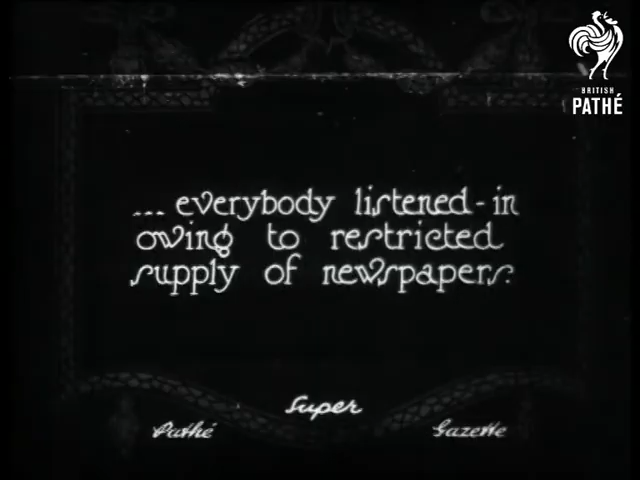 BRITISH
PATHÉ
... everybody listened-in
owing to restricted
supply of newspapers.
Super
Pathé Gazette